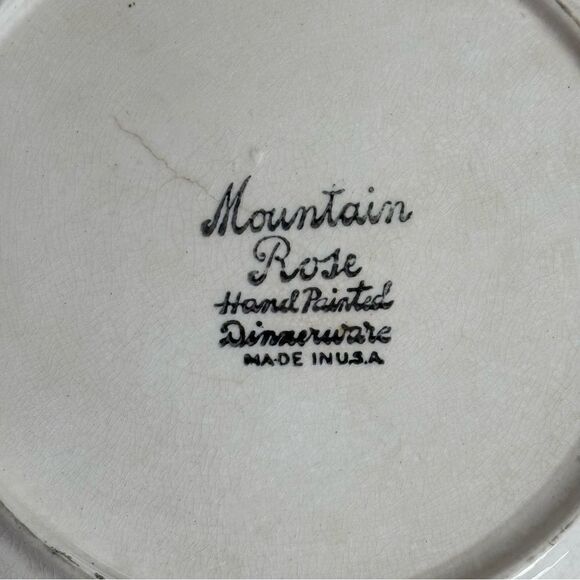 Mountain
Rose
Hand Painted
Dinnerware
MADE IN U.S.A